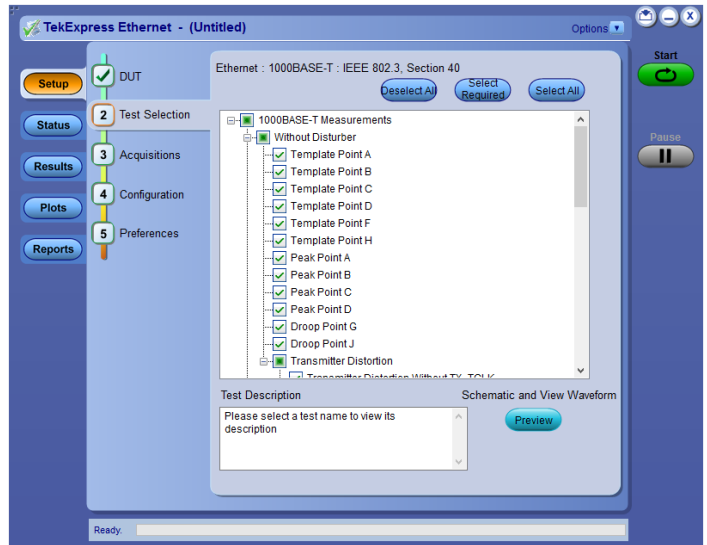 TekExpress Ethernet - (Untitled)
Options
x
Start
Pause
Setup
Status
Results
Plots
Reports
DUT
2 Test Selection
3 Acquisitions
4 Configuration
5 Preferences
Ethernet : 1000BASE-T : IEEE 802.3, Section 40
Deselect All
Select
Required
Select All
1000BASE-T Measurements
Without Disturber
Template Point A
Template Point B
Template Point C
Template Point D
Template Point F
Template Point H
Peak Point A
Peak Point B
Peak Point C
Peak Point D
Droop Point G
Droop Point J
Transmitter Distortion
Transmitter Distortion Without TX_TCLK
Test Description
Schematic and View Waveform
Please select a test name to view its
description
Preview
Ready.